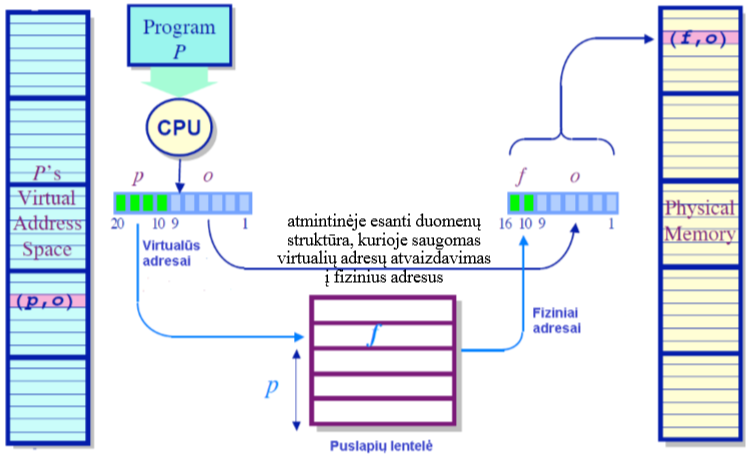 Program
P
CPU
P's
Virtual
Address
Space
(p,o)
p o
20 10 9 1
Virtualūs
adresai
atmintinėje esanti duomenų
struktūra, kurioje saugomas
virtualių adresų atvaizdavimas
į fizinius adresus
f o
16 10 9 1
Fiziniai
adresai
(f,o)
Physical
Memory
f
p
Puslapių lentelė